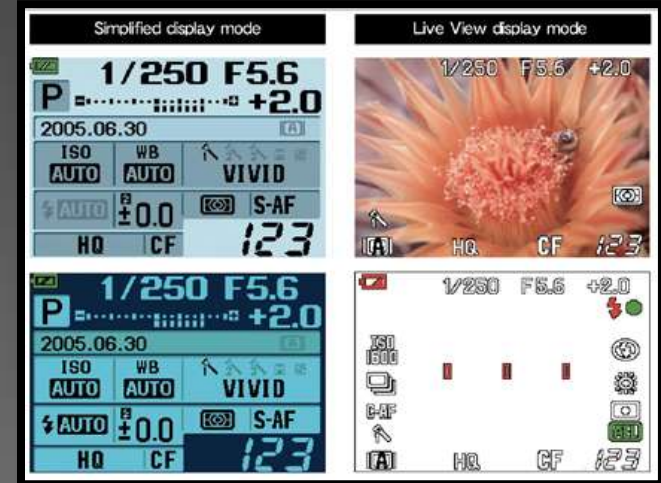 Simplified display mode
Live View display mode
1/250 F5.6
P +2.0
2005.06.30 [A]
ISO WB
AUTO AUTO VIVID
AUTO ±0.0 S-AF
HQ CF 123
1/250 F5.6 +2.0
[A] HQ CF 123
1/250 F5.6
P +2.0
2005.06.30 [A]
ISO WB
AUTO AUTO VIVID
AUTO ±0.0 S-AF
HQ CF 123
1/250 F5.6 +2.0
ISO
1600
C-AF
[A] HQ CF 123